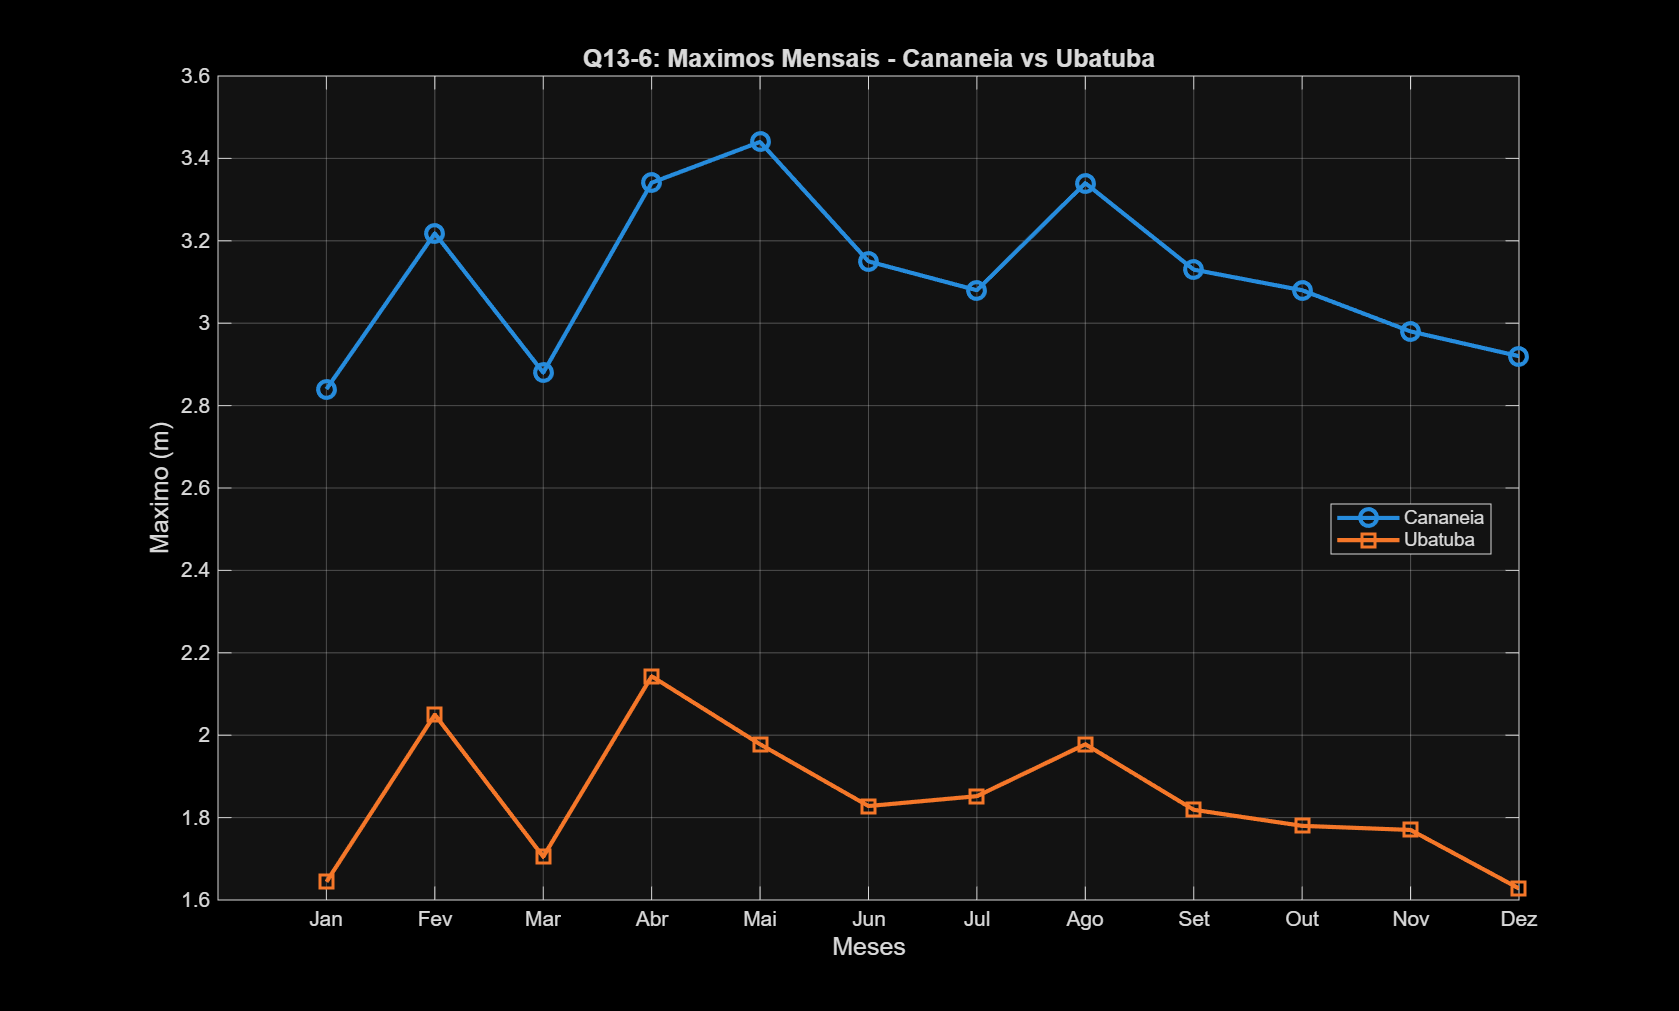 Q13-6: Maximos Mensais - Cananeia vs Ubatuba
3.6
3.4
3.2
3
2.8
2.6
2.4
2.2
2
1.8
1.6
Maximo (m)
Cananeia
Ubatuba
Jan Fev Mar Abr Mai Jun Jul Ago Set Out Nov Dez
Meses